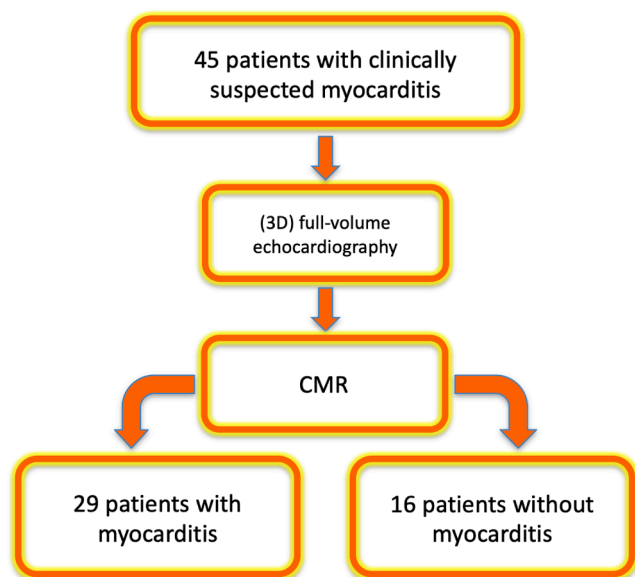 45 patients with clinically
suspected myocarditis
(3D) full-volume
echocardiography
CMR
29 patients with
myocarditis
16 patients without
myocarditis